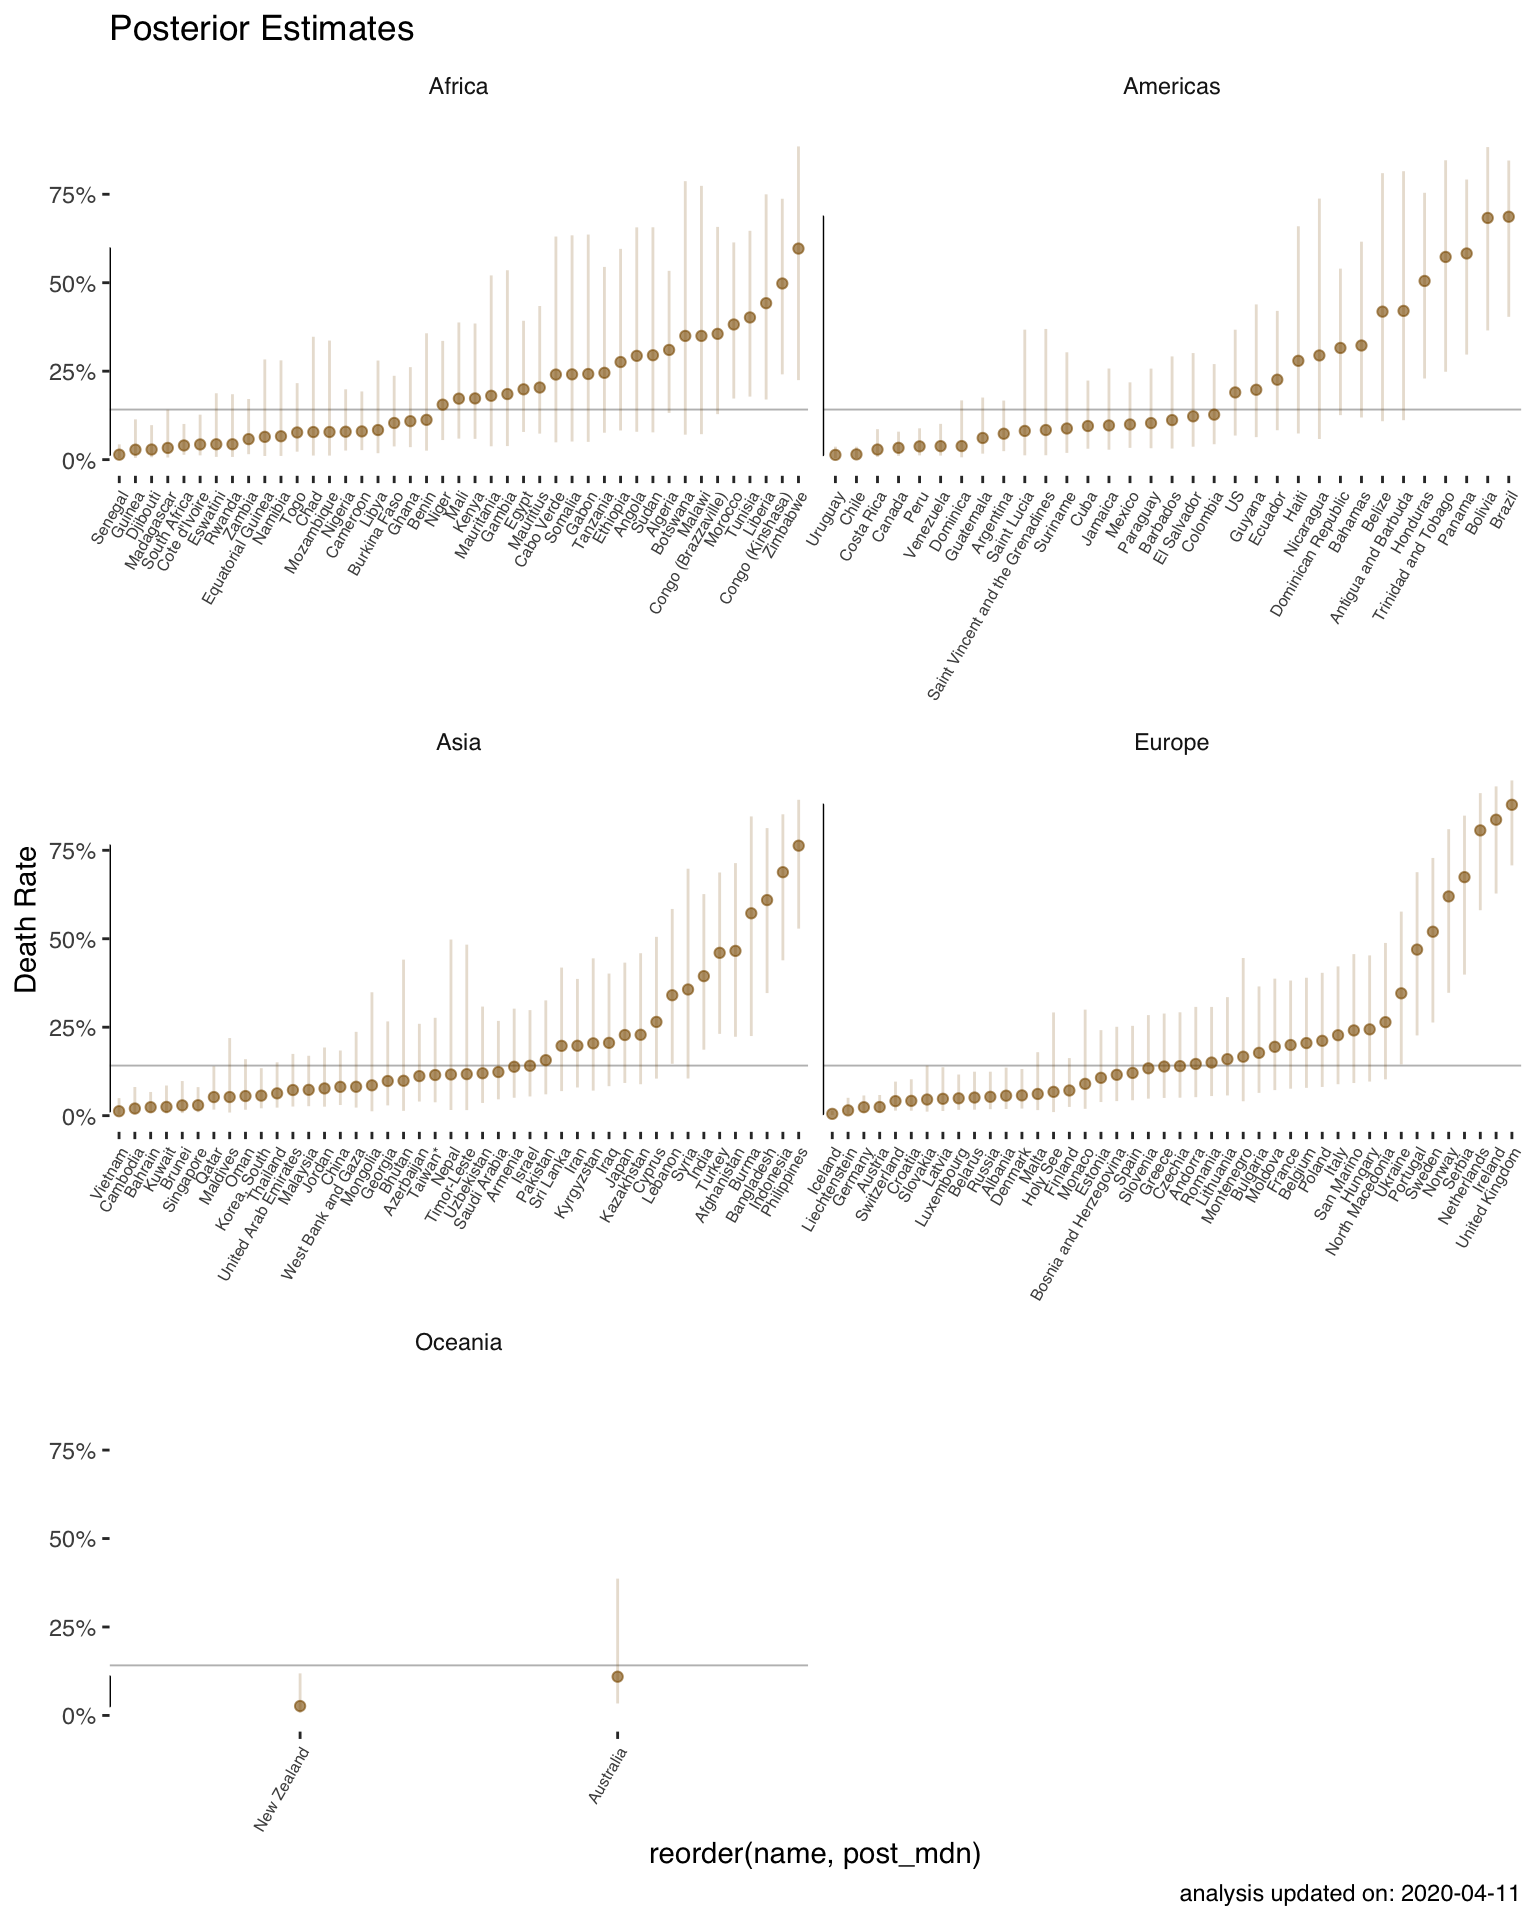 Posterior Estimates
Africa
Americas
75%
50%
25%
0%
Senegal
Guinea
Djibouti
Madagascar
South Africa
Cote d'Ivoire
Eswatini
Rwanda
Zambia
Equatorial Guinea
Namibia
Togo
Chad
Mozambique
Nigeria
Cameroon
Libya
Burkina Faso
Ghana
Benin
Niger
Mali
Kenya
Mauritania
Gambia
Egypt
Mauritius
Cabo Verde
Somalia
Gabon
Tanzania
Ethiopia
Angola
Sudan
Algeria
Botswana
Malawi
Congo (Brazzaville)
Morocco
Tunisia
Liberia
Congo (Kinshasa)
Zimbabwe
Uruguay
Chile
Costa Rica
Canada
Peru
Venezuela
Dominica
Guatemala
Argentina
Saint Lucia
Saint Vincent and the Grenadines
Suriname
Cuba
Jamaica
Mexico
Paraguay
Barbados
El Salvador
Colombia
US
Guyana
Ecuador
Haiti
Nicaragua
Dominican Republic
Bahamas
Belize
Antigua and Barbuda
Honduras
Trinidad and Tobago
Panama
Bolivia
Brazil
Asia
Europe
Death Rate
75%
50%
25%
0%
Vietnam
Cambodia
Bahrain
Kuwait
Brunei
Singapore
Qatar
Maldives
Oman
Korea, South
Thailand
United Arab Emirates
Malaysia
Jordan
China
West Bank and Gaza
Mongolia
Georgia
Bhutan
Azerbaijan
Taiwan*
Nepal
Timor-Leste
Uzbekistan
Saudi Arabia
Armenia
Israel
Pakistan
Sri Lanka
Iran
Kyrgyzstan
Iraq
Japan
Kazakhstan
Cyprus
Lebanon
Syria
India
Turkey
Afghanistan
Burma
Bangladesh
Indonesia
Philippines
Iceland
Liechtenstein
Germany
Austria
Switzerland
Croatia
Slovakia
Latvia
Luxembourg
Belarus
Russia
Albania
Denmark
Malta
Holy See
Finland
Monaco
Estonia
Bosnia and Herzegovina
Spain
Slovenia
Greece
Czechia
Andorra
Romania
Lithuania
Montenegro
Bulgaria
Moldova
France
Belgium
Poland
Italy
San Marino
Hungary
North Macedonia
Ukraine
Portugal
Sweden
Norway
Serbia
Netherlands
Ireland
United Kingdom
Oceania
75%
50%
25%
0%
New Zealand
Australia
reorder(name, post_mdn)
analysis updated on: 2020-04-11